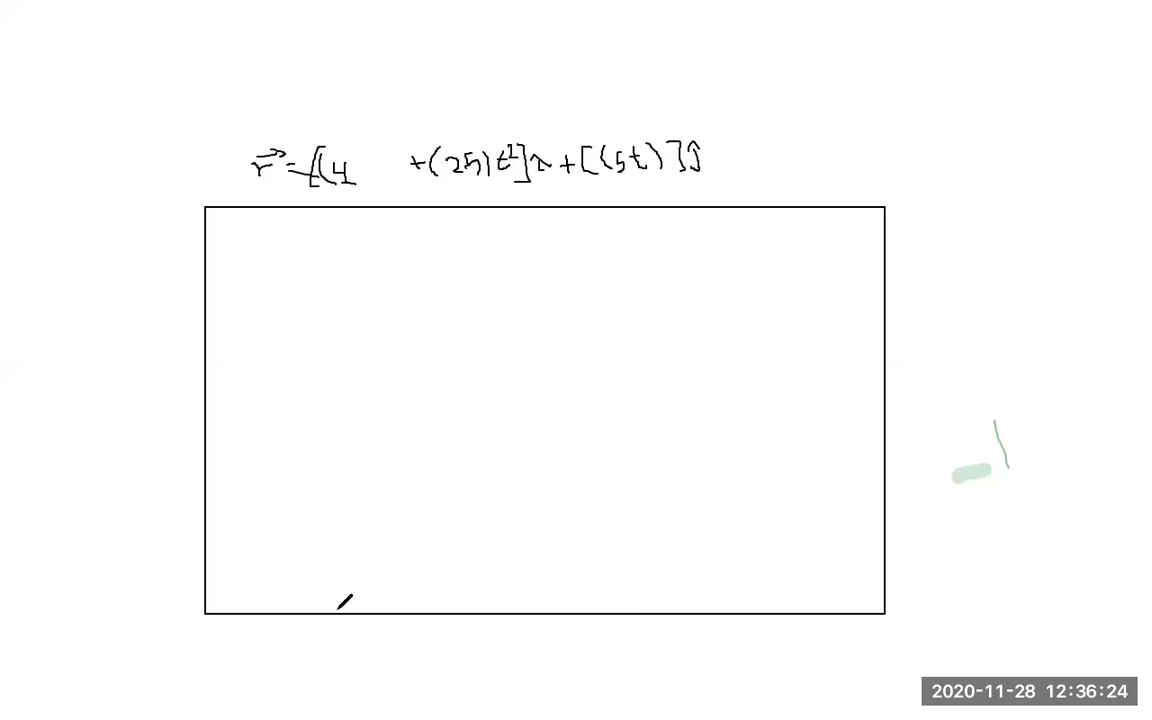 r⃗ = [(4 +(25)t²]î + [(5t)]ĵ
2020-11-28 12:36:24